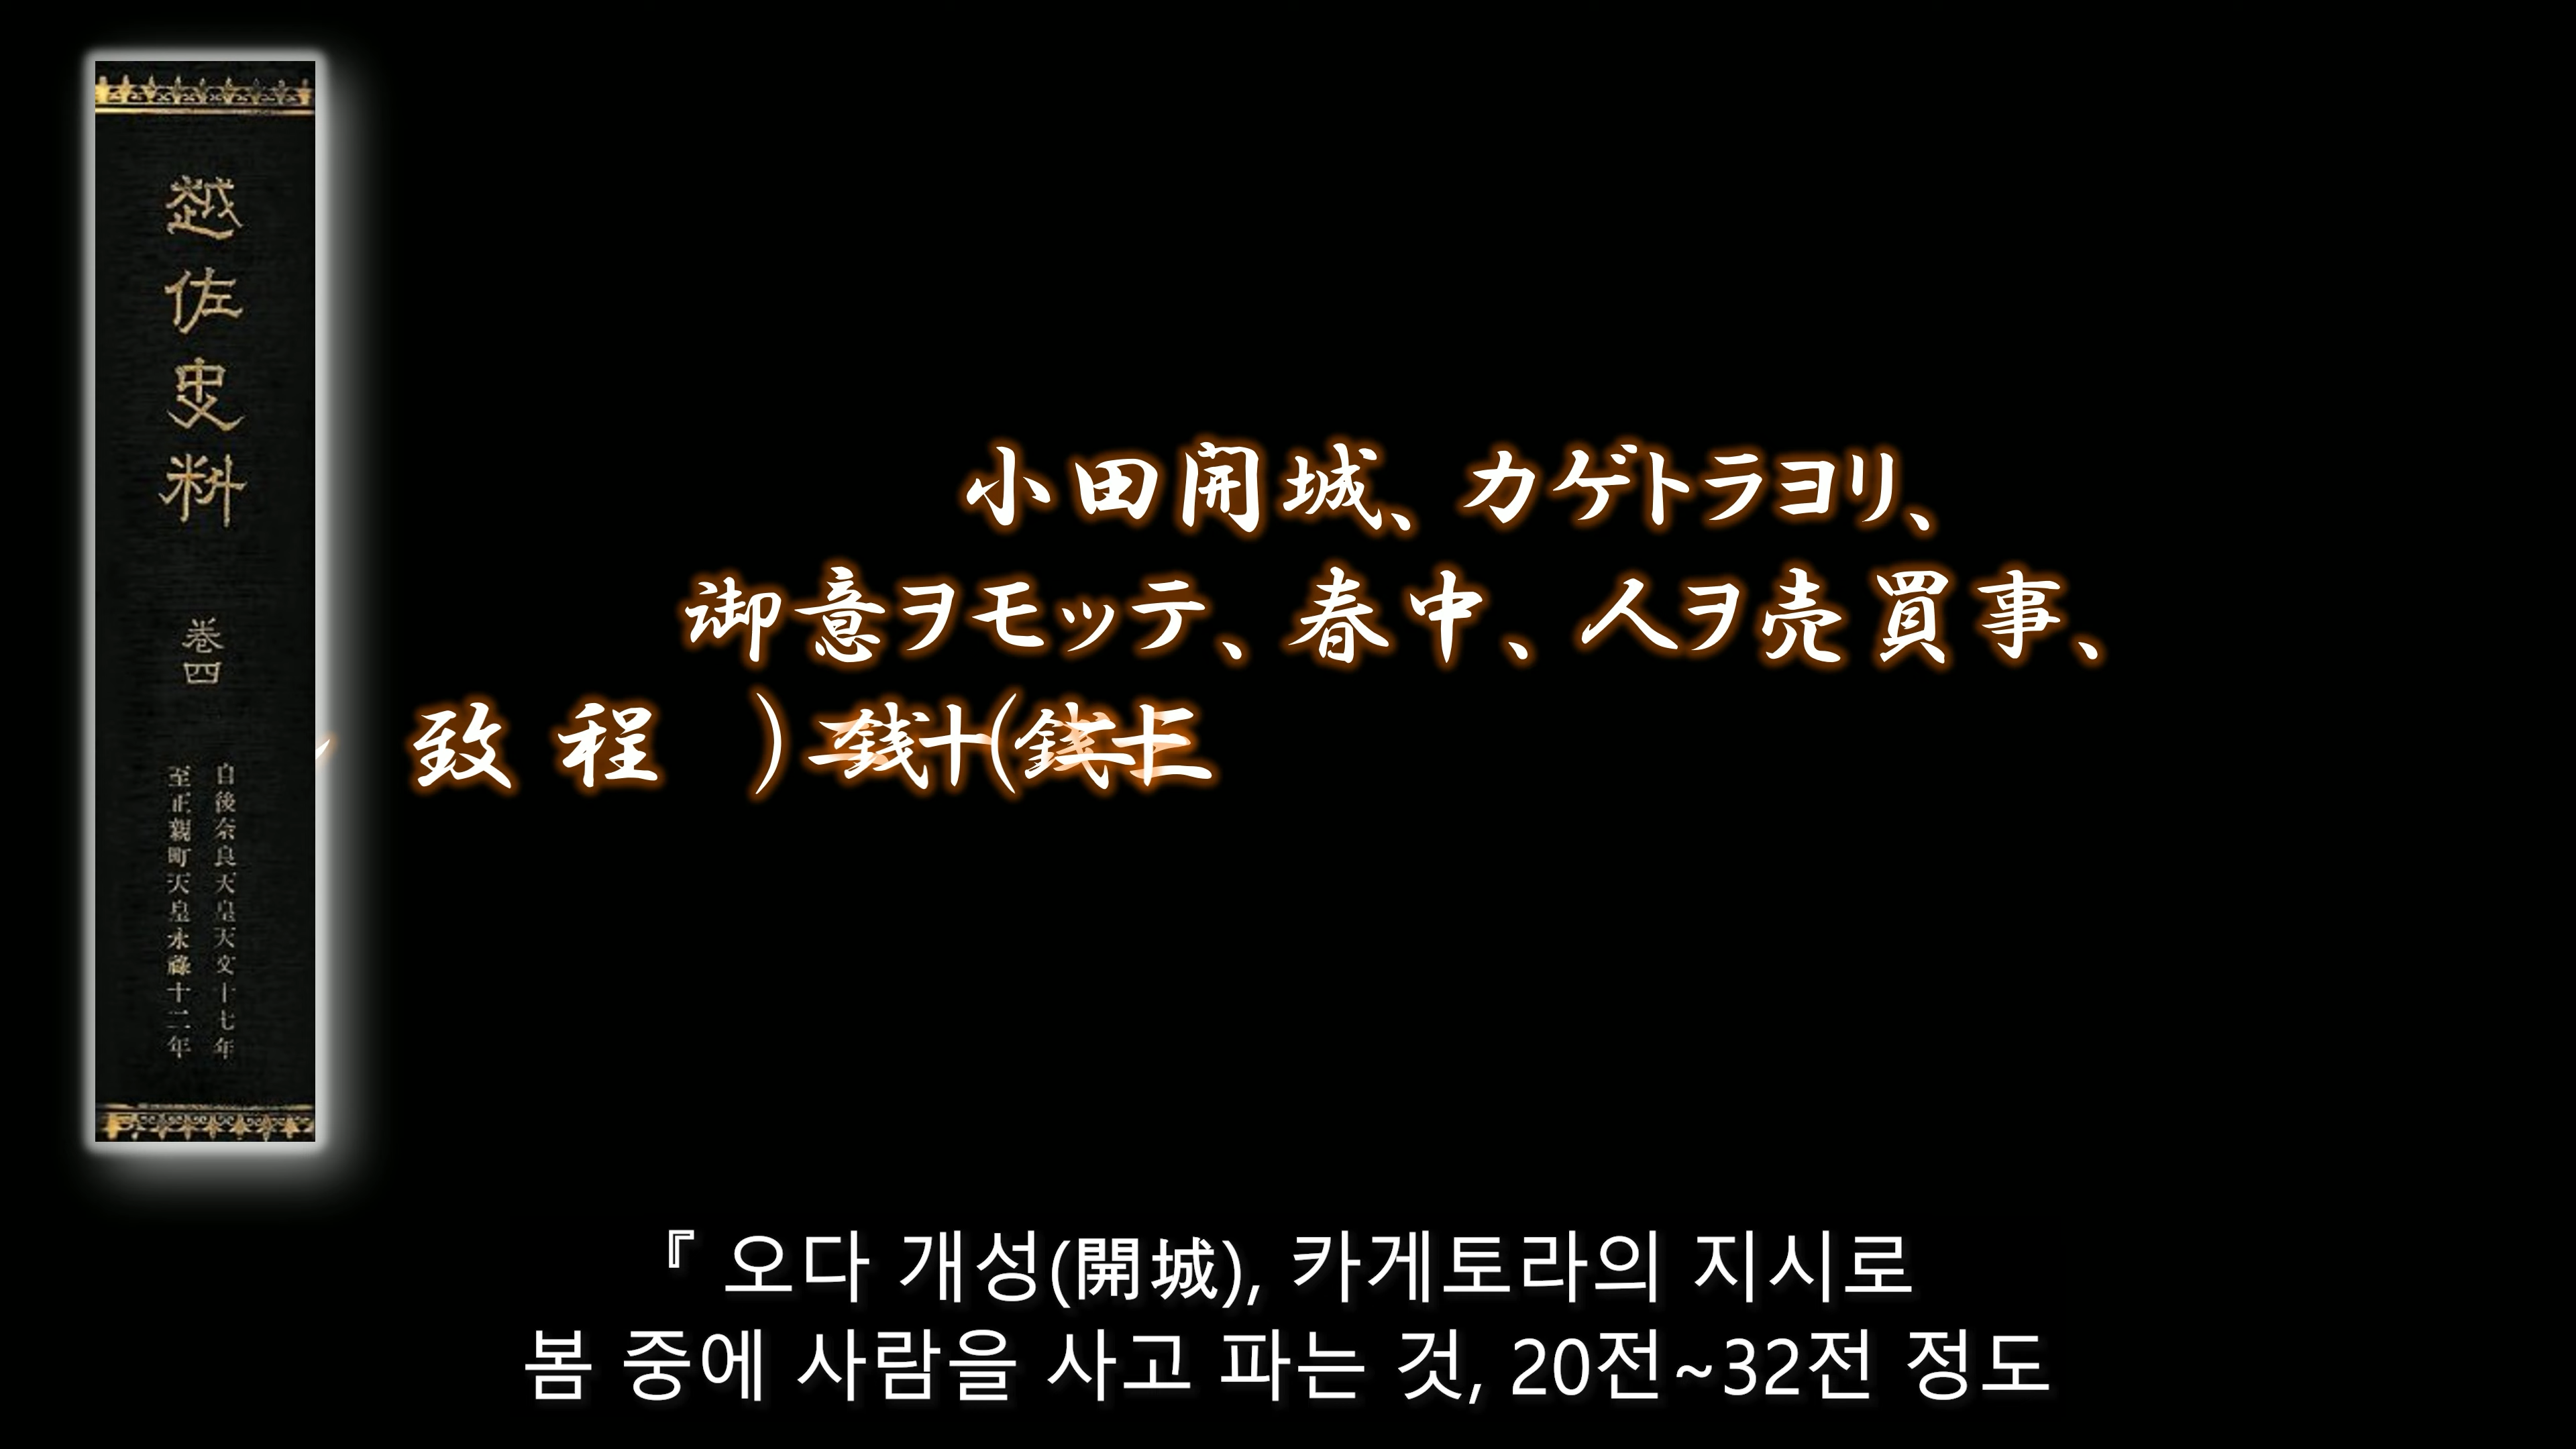 越佐史料
巻四
自後奈良天皇天文十七年
至正親町天皇永祿十二年
小田開城、カゲトラヨリ、
御意ヲモッテ、春中、人ヲ売買事、
致程
『 오다 개성(開城), 카게토라의 지시로
봄 중에 사람을 사고 파는 것, 20전~32전 정도